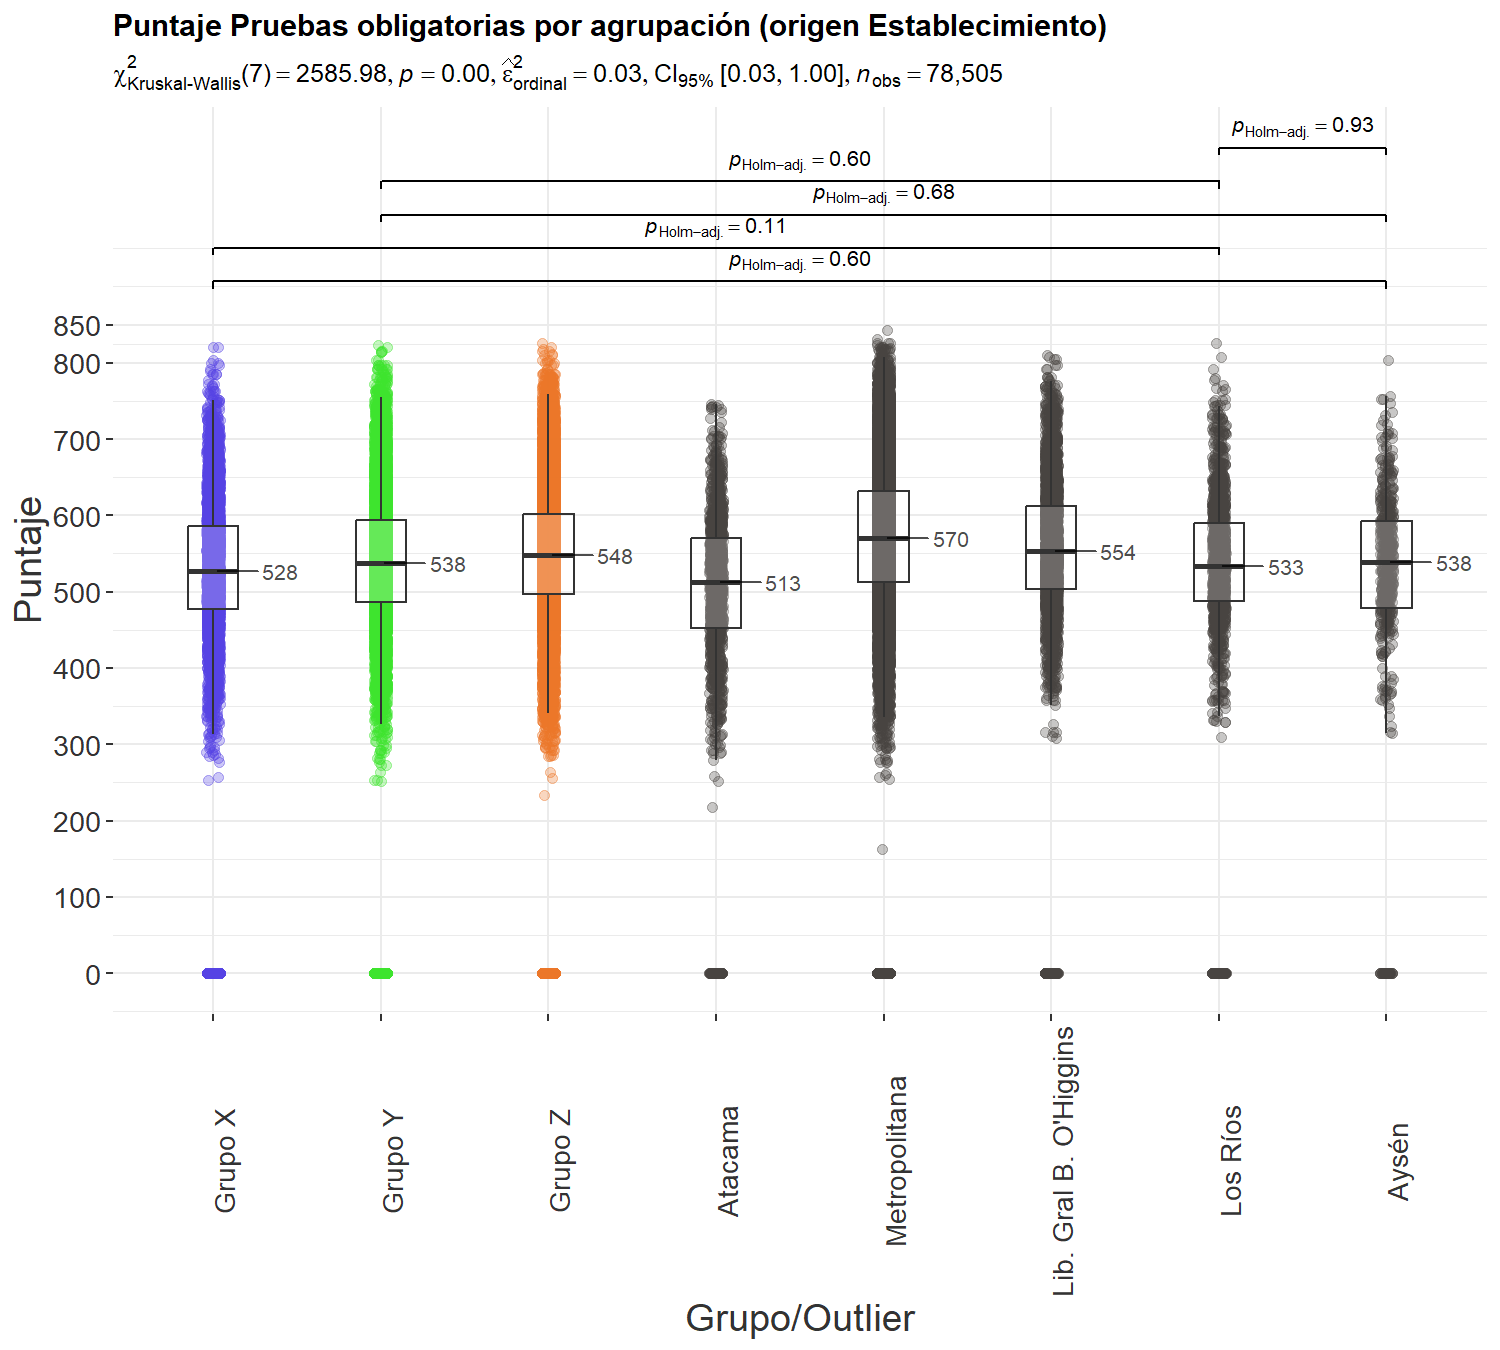 Puntaje Pruebas obligatorias por agrupación (origen Establecimiento)
χ²Kruskal-Wallis(7) = 2585.98, p = 0.00, ε̂²ordinal = 0.03, CI95% [0.03, 1.00], nobs = 78,505
pHolm−adj. = 0.93
pHolm−adj. = 0.60
pHolm−adj. = 0.68
pHolm−adj. = 0.11
pHolm−adj. = 0.60
Puntaje
850
800
700
600
500
400
300
200
100
0
528
538
548
513
570
554
533
538
Grupo X
Grupo Y
Grupo Z
Atacama
Metropolitana
Lib. Gral B. O'Higgins
Los Ríos
Aysén
Grupo/Outlier